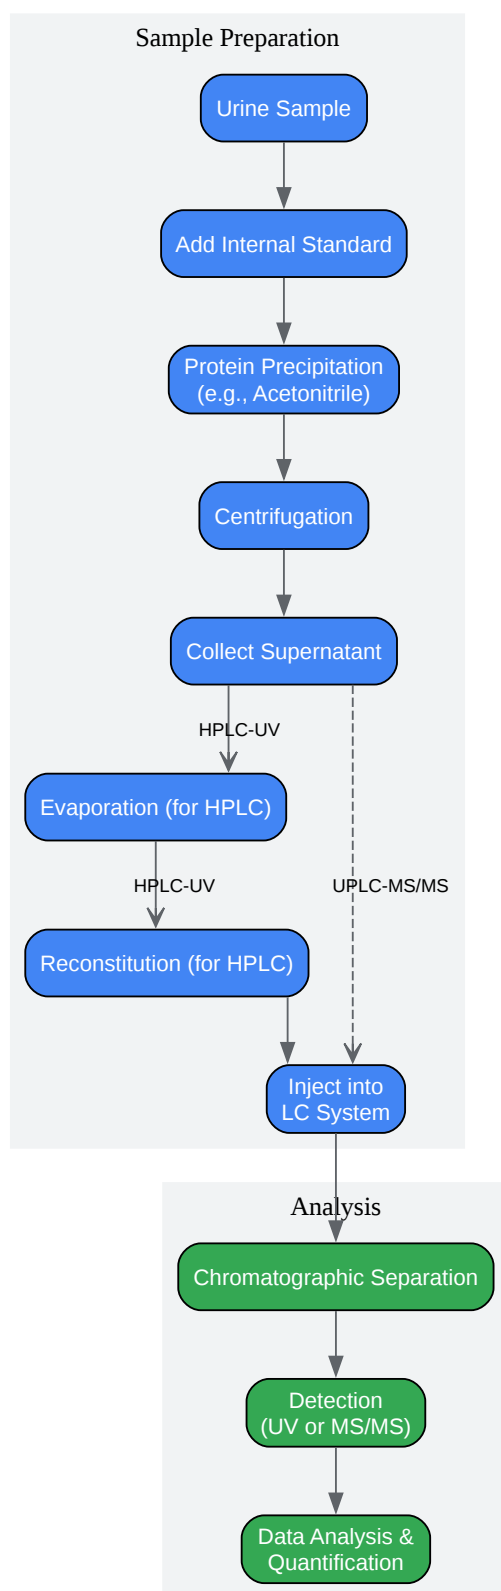 Sample Preparation
Urine Sample
Add Internal Standard
Protein Precipitation
(e.g., Acetonitrile)
Centrifugation
Collect Supernatant
HPLC-UV
Evaporation (for HPLC)
HPLC-UV
UPLC-MS/MS
Reconstitution (for HPLC)
Inject into
LC System
Analysis
Chromatographic Separation
Detection
(UV or MS/MS)
Data Analysis &
Quantification